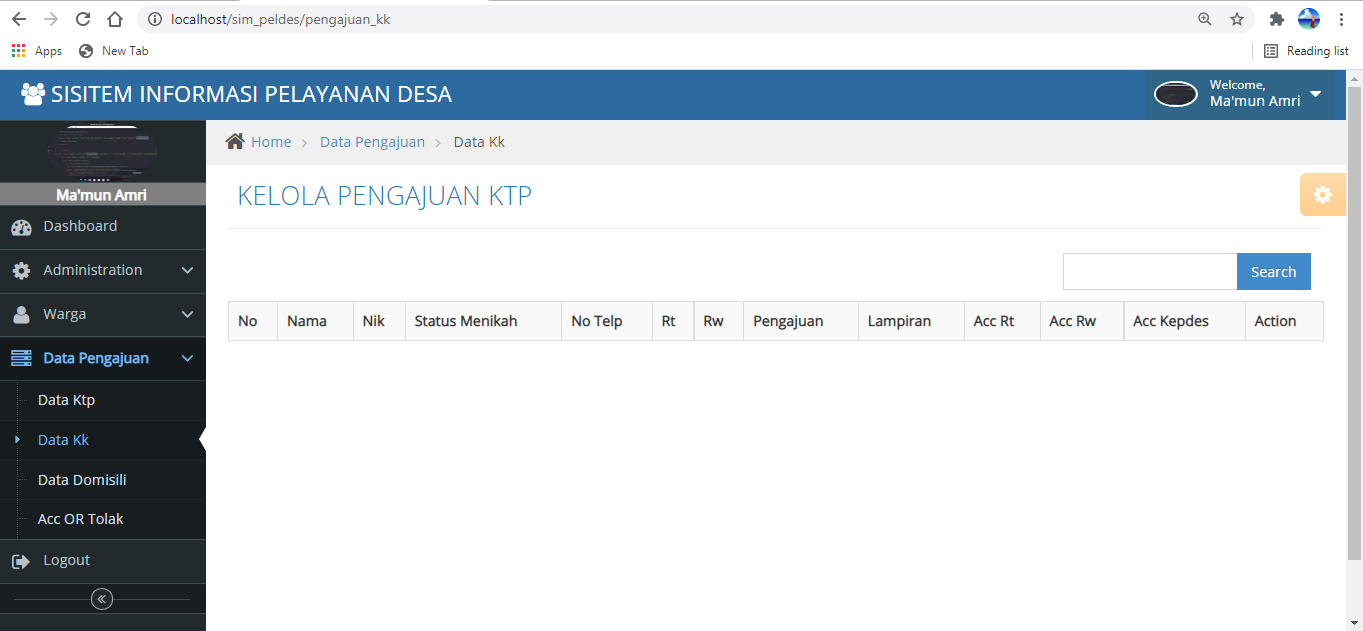 localhost/sim_peldes/pengajuan_kk
Apps New Tab Reading list
SISITEM INFORMASI PELAYANAN DESA
Welcome,
Ma'mun Amri
Ma'mun Amri
Dashboard
Administration
Warga
Data Pengajuan
Data Ktp
Data Kk
Data Domisili
Acc OR Tolak
Logout
Home > Data Pengajuan > Data Kk
KELOLA PENGAJUAN KTP
Search
No Nama Nik Status Menikah No Telp Rt Rw Pengajuan Lampiran Acc Rt Acc Rw Acc Kepdes Action